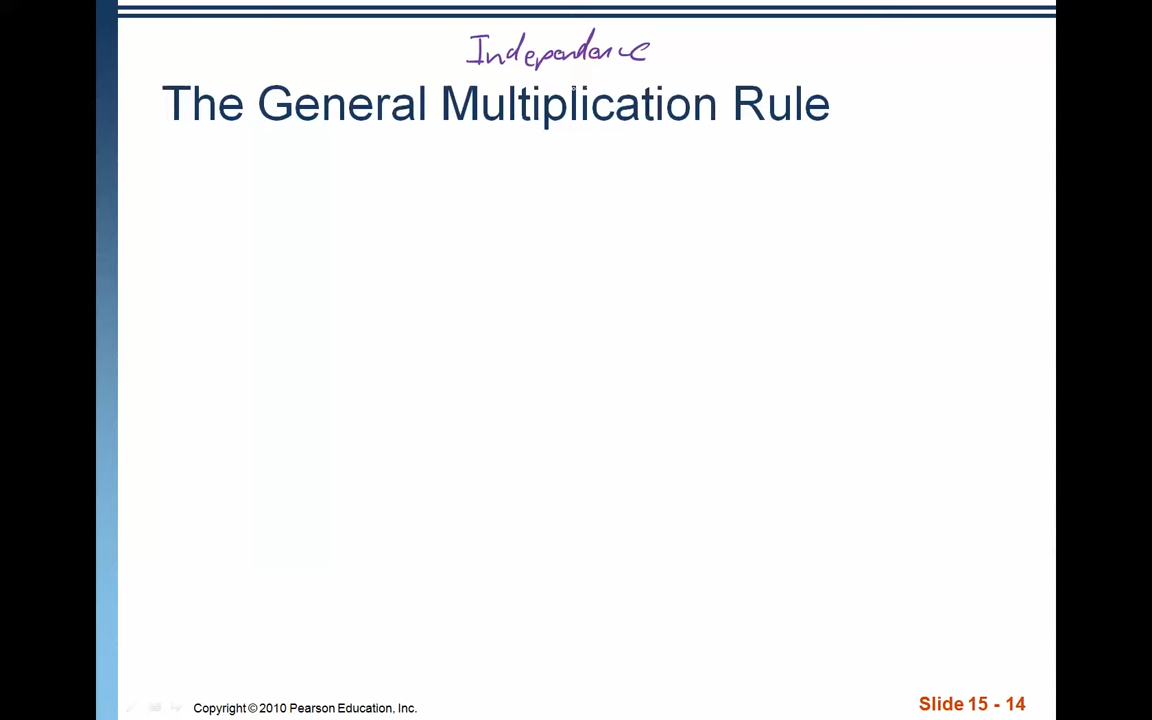 Independence
The General Multiplication Rule
Copyright © 2010 Pearson Education, Inc.
Slide 15 - 14